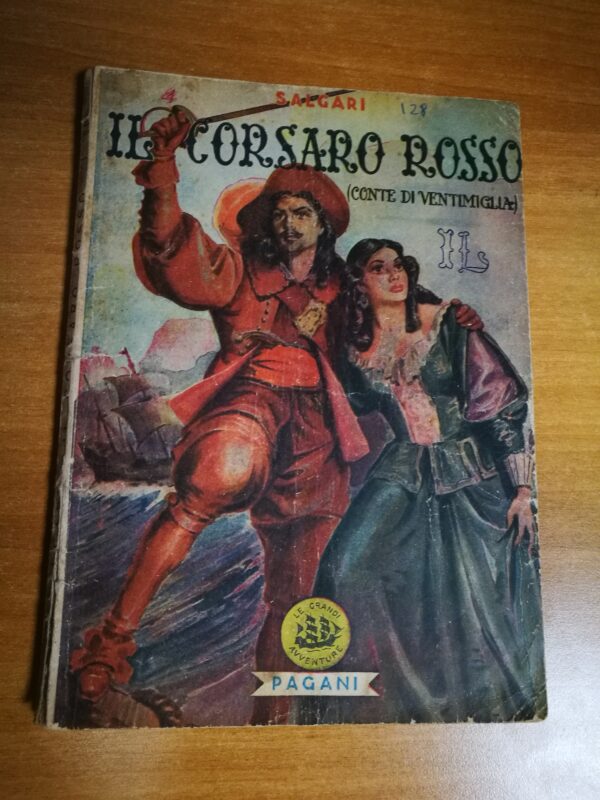 4
SALGARI
128
IL CORSARO ROSSO
(CONTE DI VENTIMIGLIA)
IL
LE GRANDI
AVVENTURE
PAGANI